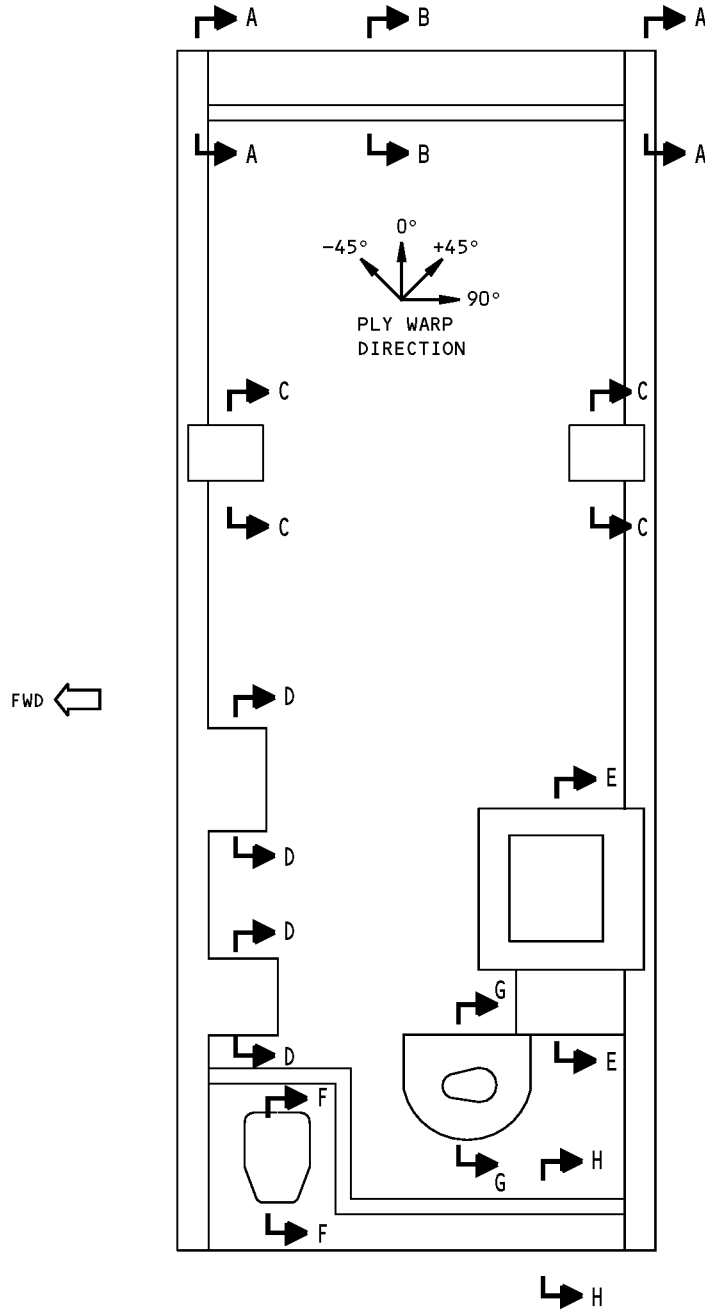 A B A
A B A
0°
-45° +45°
90°
PLY WARP
DIRECTION
C C
C C
FWD
D
E
D
D
G
D E
F
H
G
F
H